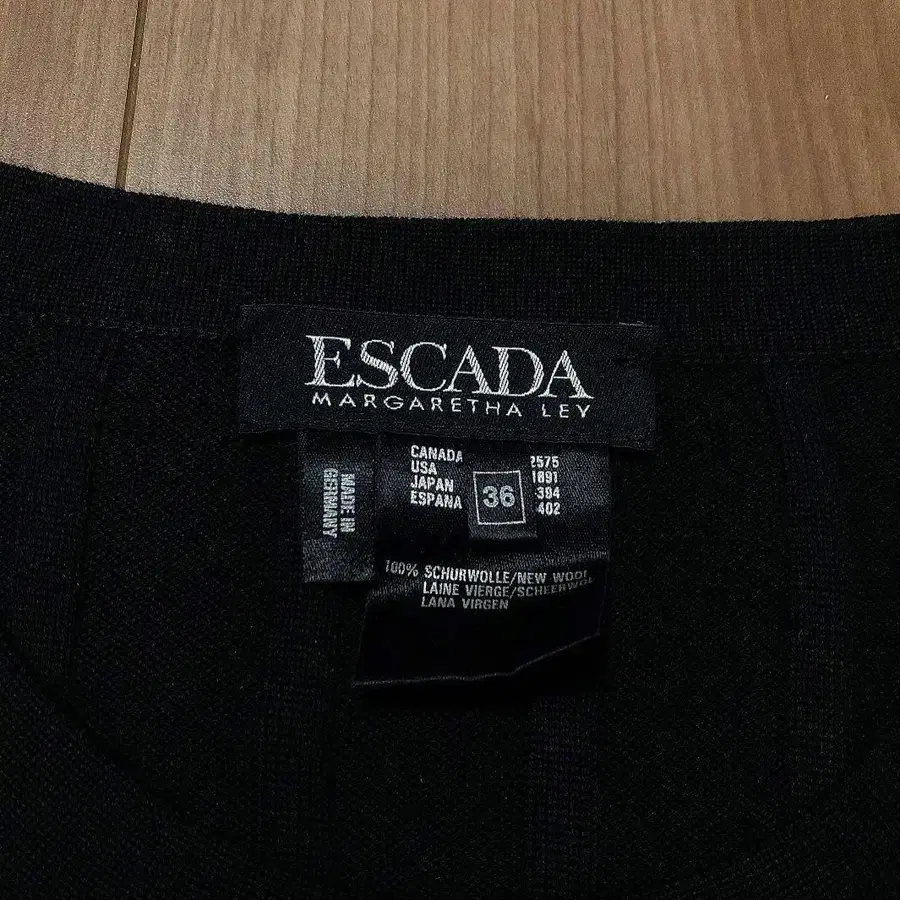 ESCADA
MARGARETHA LEY
MADE IN
GERMANY
CANADA 2575
USA 1891
JAPAN 394
ESPANA 402
36
100% SCHURWOLLE/NEW WOOL
LAINE VIERGE/
LANA VIRGEN